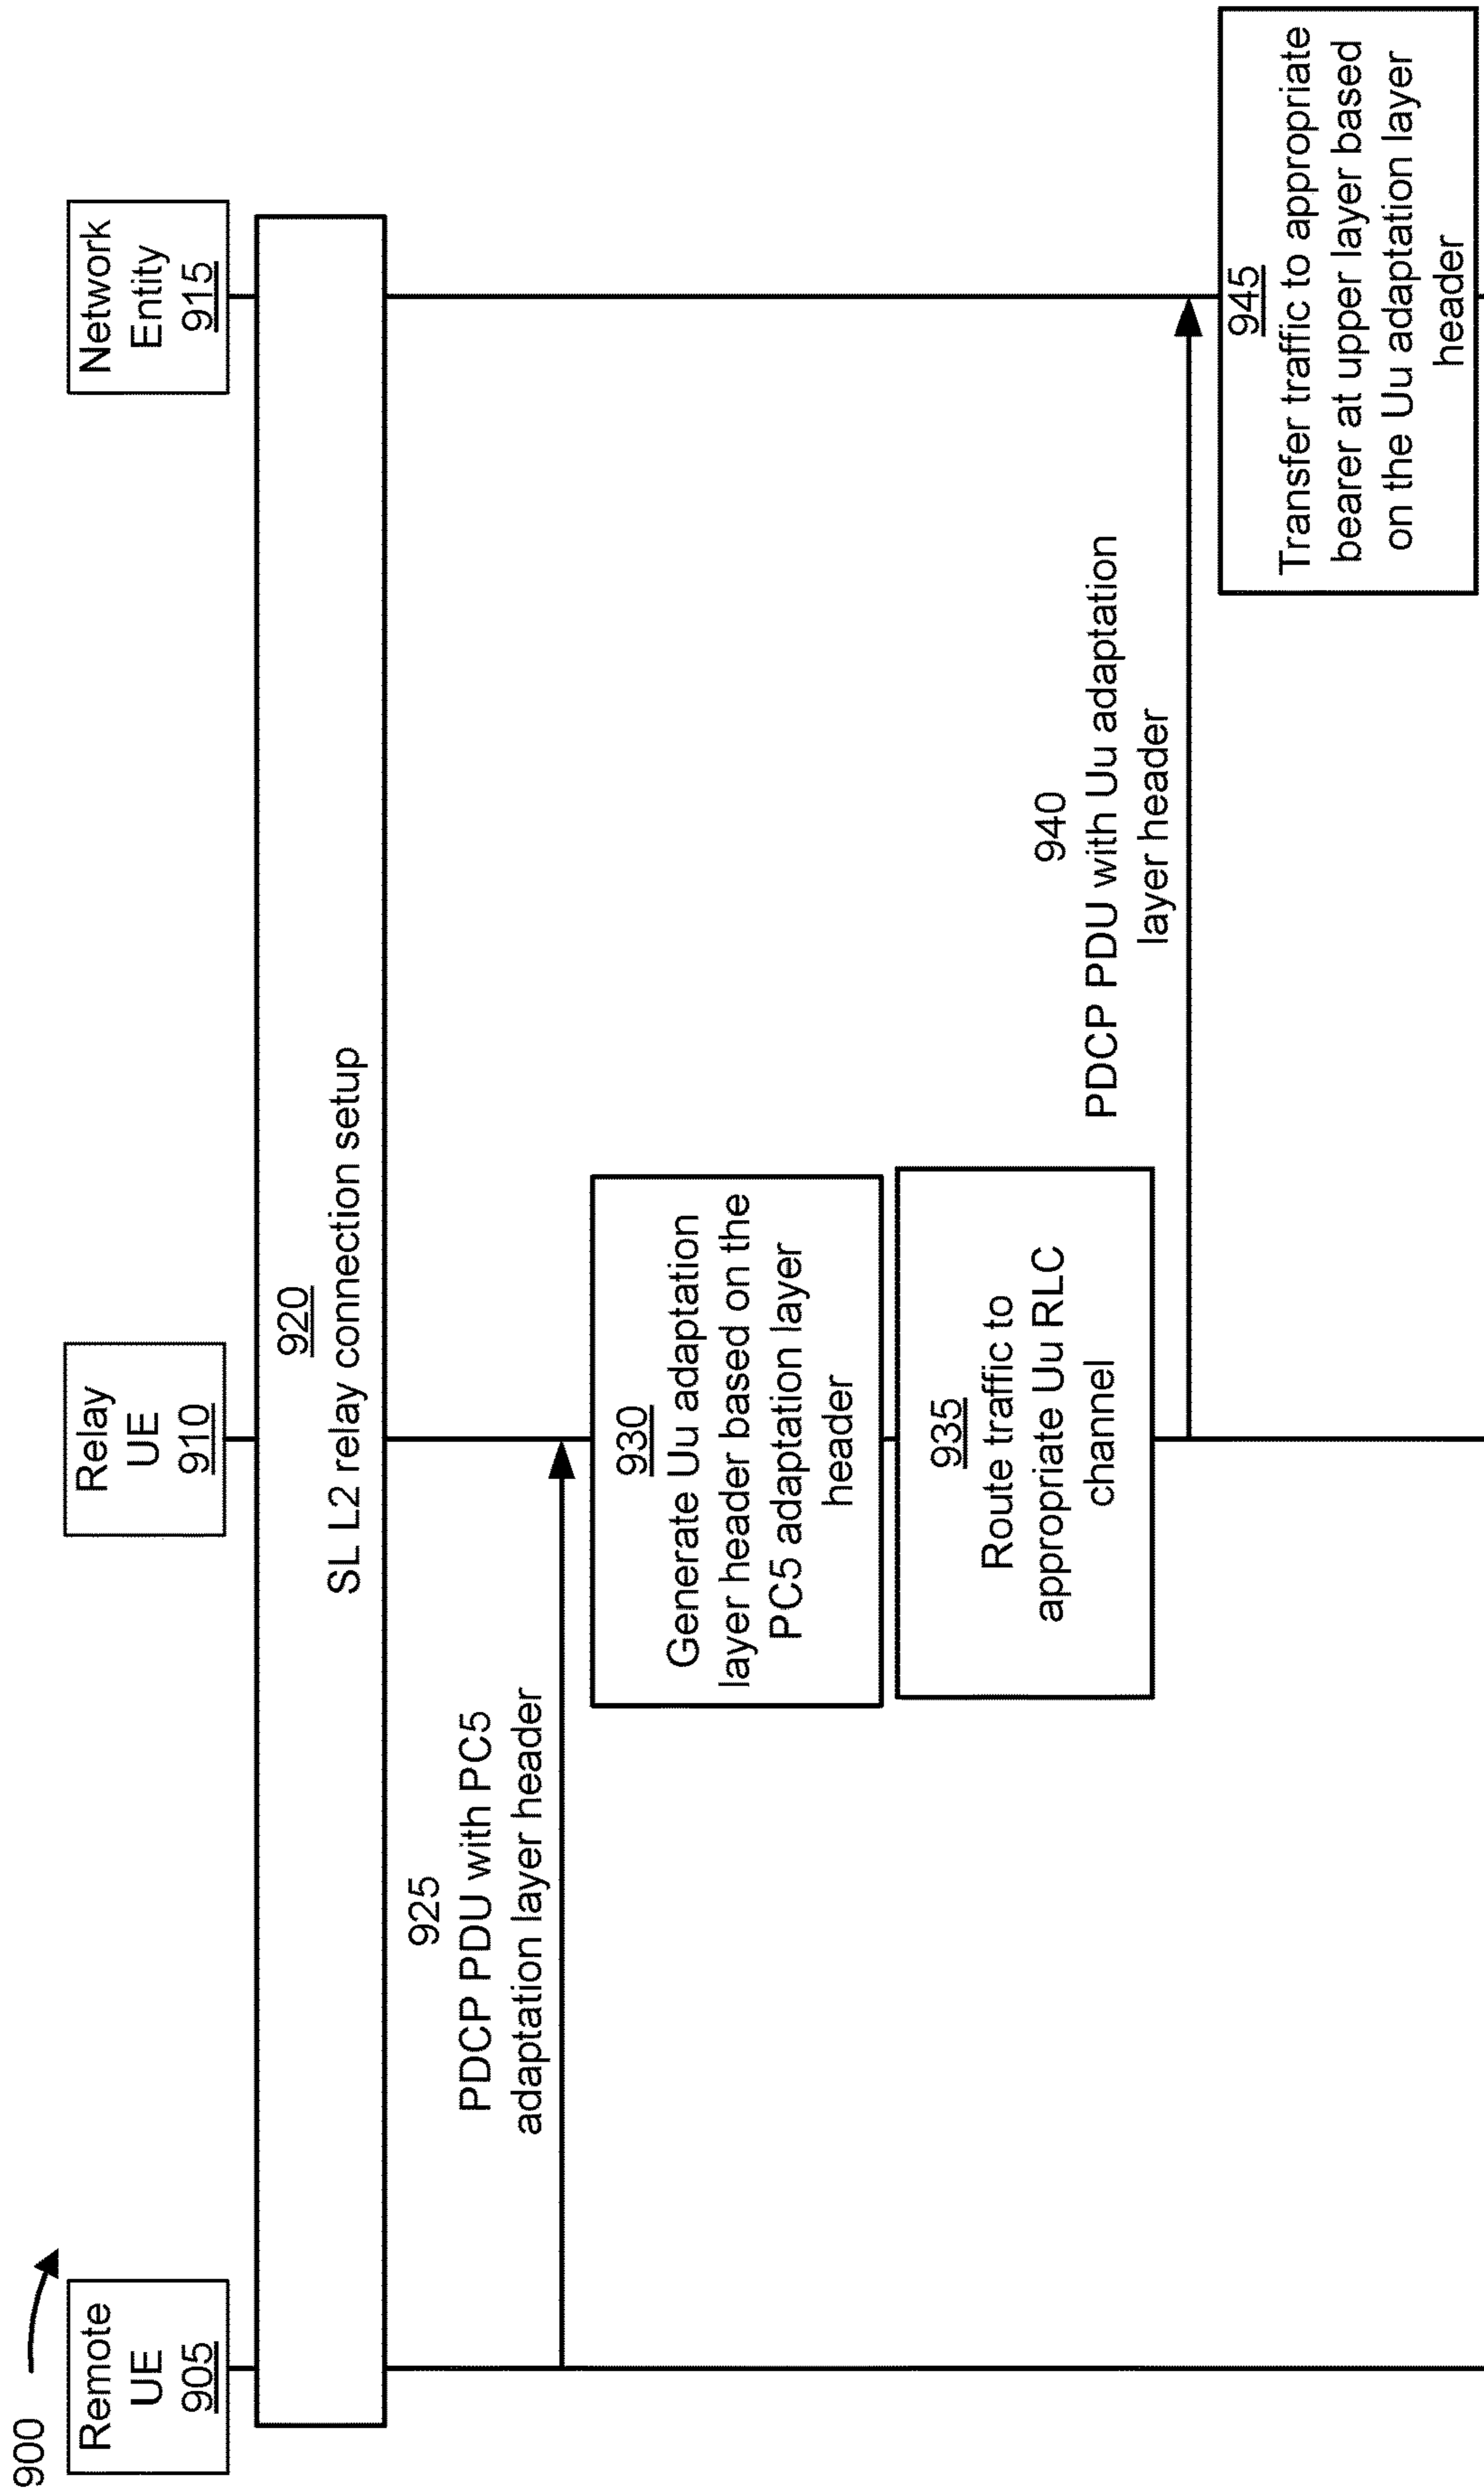 900
Remote
UE
905
Relay
UE
910
Network
Entity
915
920
SL L2 relay connection setup
925
PDCP PDU with PC5
adaptation layer header
930
Generate Uu adaptation
layer header based on the
PC5 adaptation layer
header
935
Route traffic to
appropriate Uu RLC
channel
940
PDCP PDU with Uu adaptation
layer header
945
Transfer traffic to appropriate
bearer at upper layer based
on the Uu adaptation layer
header